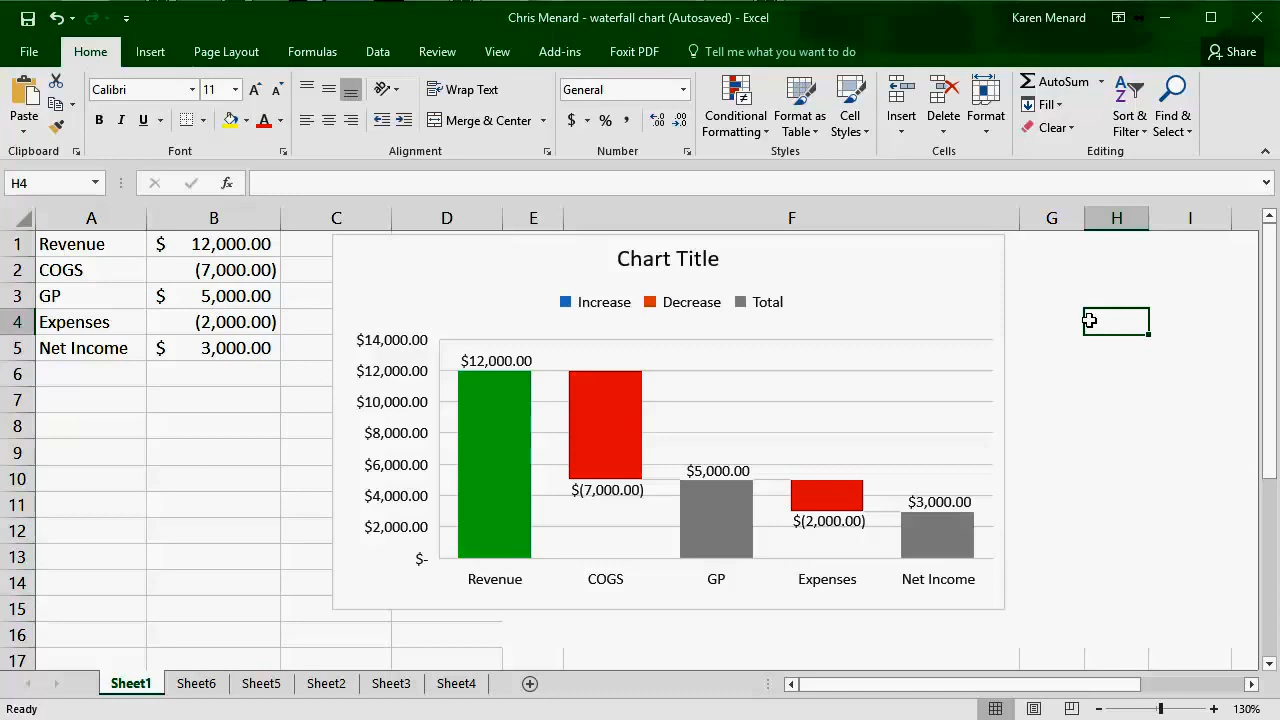 Chris Menard - waterfall chart (Autosaved) - Excel
Karen Menard
File Home Insert Page Layout Formulas Data Review View Add-ins Foxit PDF Tell me what you want to do Share
Paste Calibri 11 A A Wrap Text General Conditional Formatting Format as Table Cell Styles Insert Delete Format AutoSum Sort & Filter Find & Select
Fill
B I U A Merge & Center $ % , Clear
Clipboard Font Alignment Number Styles Cells Editing
H4 fx
A B C D E F G H I
1 Revenue $ 12,000.00
2 COGS (7,000.00)
3 GP $ 5,000.00
4 Expenses (2,000.00)
5 Net Income $ 3,000.00
6
7
8
9
10
11
12
13
14
15
16
17
Chart Title
Increase Decrease Total
$14,000.00
$12,000.00
$10,000.00
$8,000.00
$6,000.00
$4,000.00
$2,000.00
$-
$12,000.00
$(7,000.00)
$5,000.00
$(2,000.00)
$3,000.00
Revenue COGS GP Expenses Net Income
Sheet1 Sheet6 Sheet5 Sheet2 Sheet3 Sheet4
Ready 130%